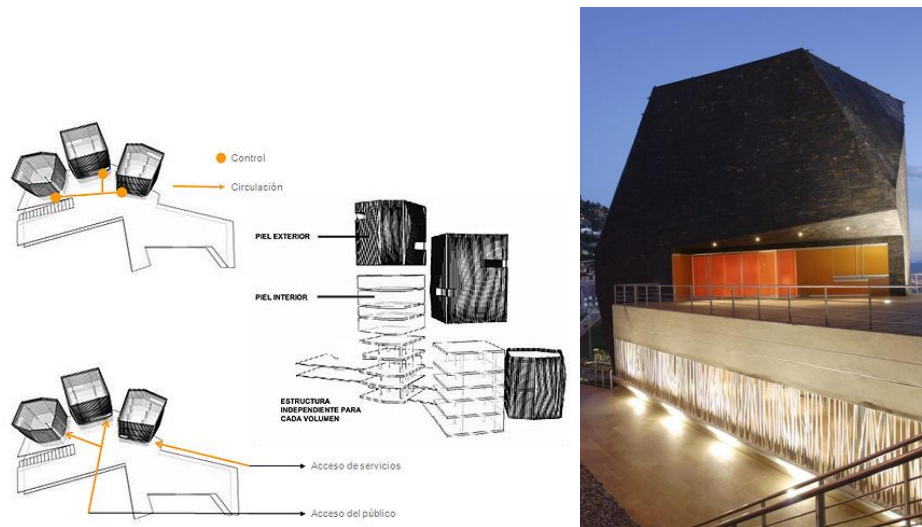 Control
Circulación
PIEL EXTERIOR
PIEL INTERIOR
ESTRUCTURA
INDEPENDIENTE PARA
CADA VOLUMEN
Acceso de servicios
Acceso del público